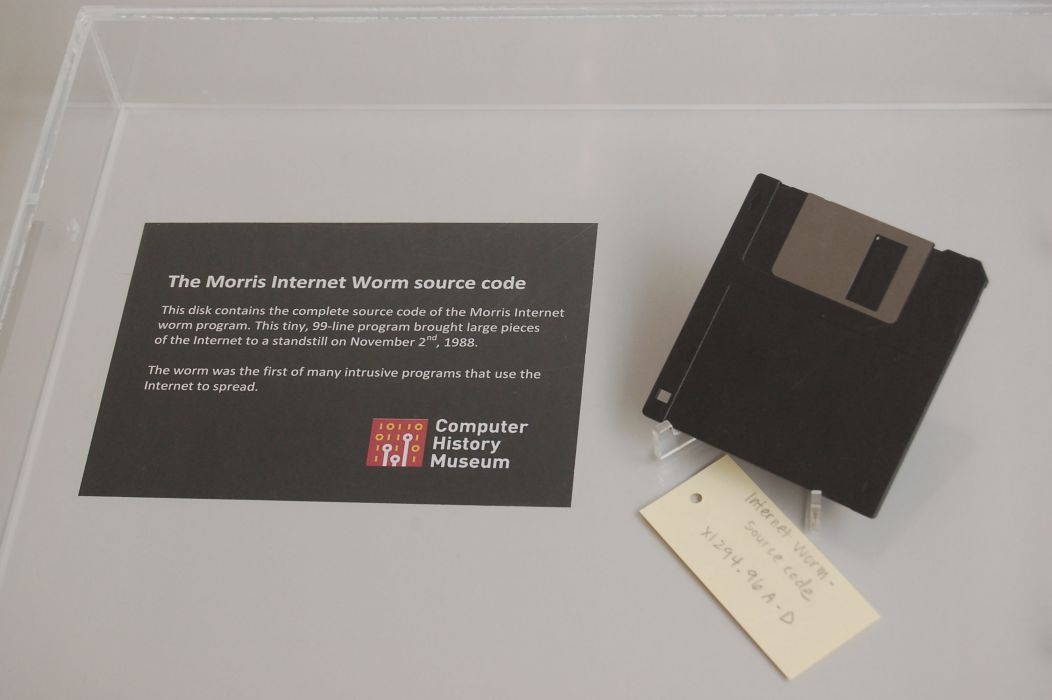 The Morris Internet Worm source code
This disk contains the complete source code of the Morris Internet
worm program. This tiny, 99-line program brought large pieces
of the Internet to a standstill on November 2nd, 1988.
The worm was the first of many intrusive programs that use the
Internet to spread.
10110
01110
Computer
History
Museum
Internet Worm-
source code
X1294.96 A-D